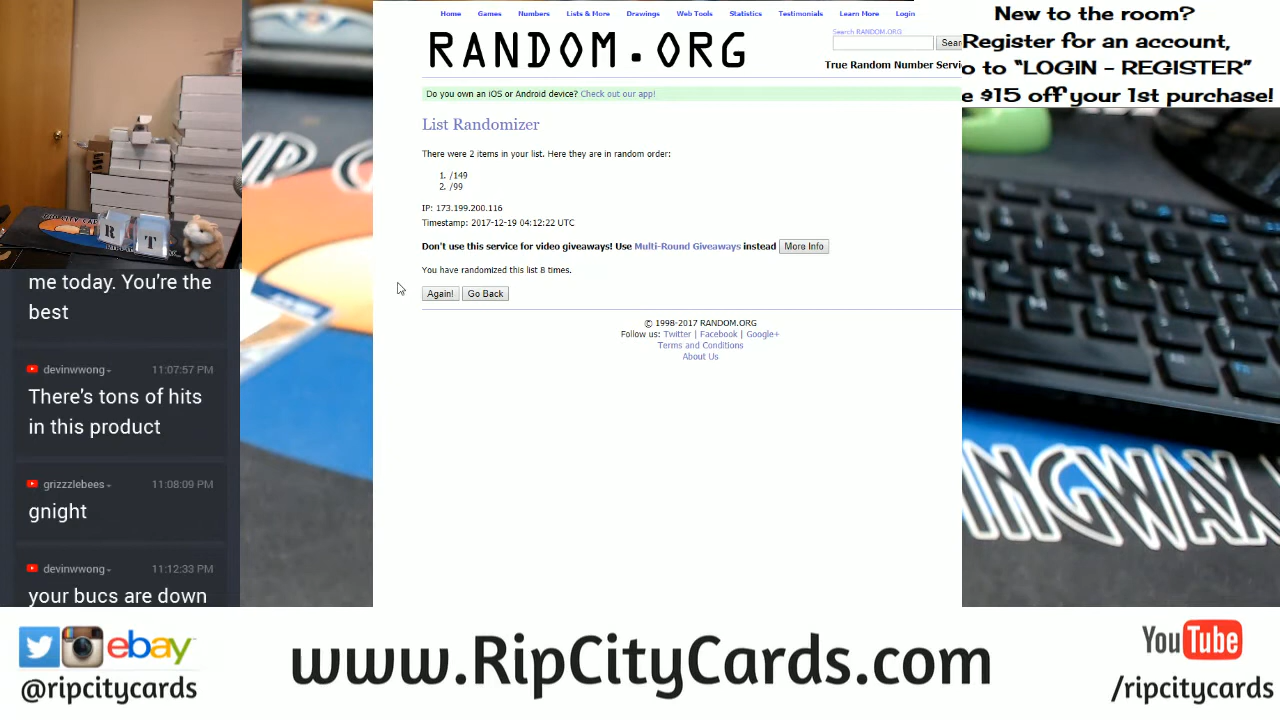 Home Games Numbers Lists & More Drawings Web Tools Statistics Testimonials Learn More Login
RANDOM.ORG
Search RANDOM.ORG
True Random Number Servi
Do you own an iOS or Android device? Check out our app!
List Randomizer
There were 2 items in your list. Here they are in random order:
1. /149
2. /99
IP: 173.199.200.116
Timestamp: 2017-12-19 04:12:22 UTC
Don't use this service for video giveaways! Use Multi-Round Giveaways instead More Info
You have randomized this list 8 times.
Again! Go Back
© 1998-2017 RANDOM.ORG
Follow us: Twitter | Facebook | Google+
Terms and Conditions
About Us
New to the room?
Register for an account,
o to "LOGIN - REGISTER"
e $15 off your 1st purchase!
R T
me today. You're the
best
devinwwong 11:07:57 PM
There's tons of hits
in this product
grizzzlebees 11:08:09 PM
gnight
devinwwong 11:12:33 PM
your bucs are down
INGWAX
ebay
@ripcitycards
www.RipCityCards.com
YouTube
/ripcitycards